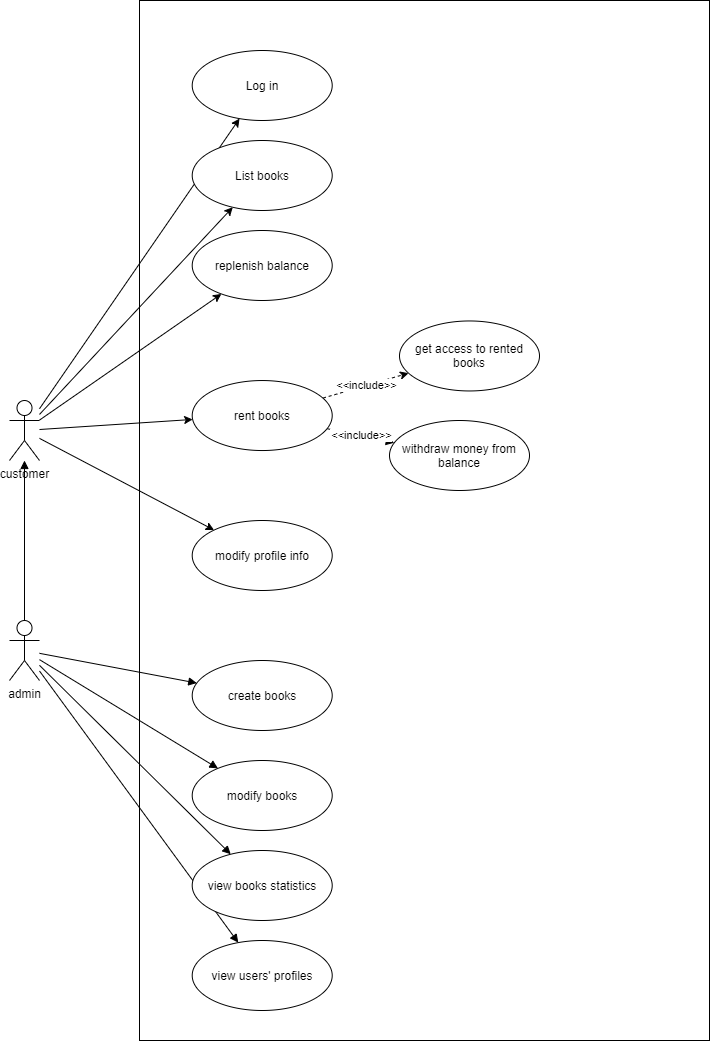 Log in
List books
replenish balance
get access to rented
books
<<include>>
rent books
<<include>>
withdraw money from
balance
customer
modify profile info
admin
create books
modify books
view books statistics
view users' profiles